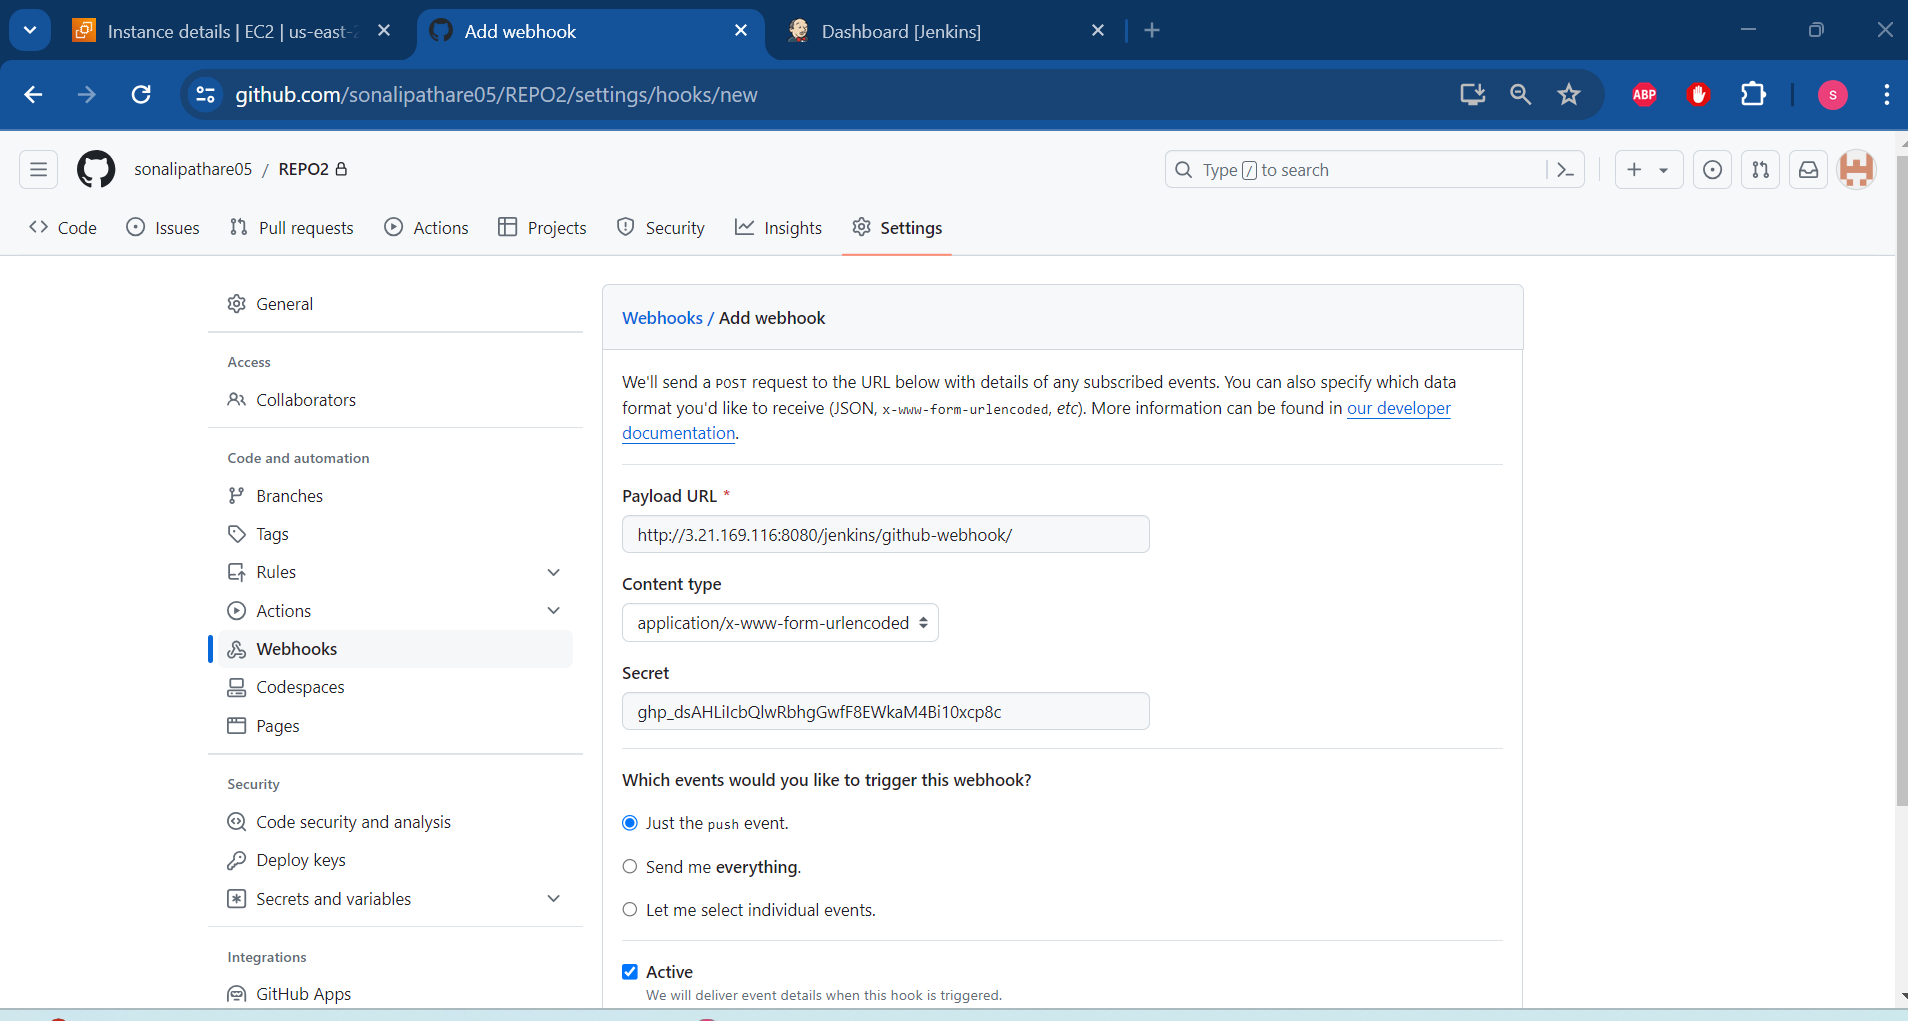 Instance details | EC2 | us-east-2
Add webhook
Dashboard [Jenkins]
github.com/sonalipathare05/REPO2/settings/hooks/new
ABP
S
sonalipathare05 / REPO2
Type / to search
Code
Issues
Pull requests
Actions
Projects
Security
Insights
Settings
General
Access
Collaborators
Code and automation
Branches
Tags
Rules
Actions
Webhooks
Codespaces
Pages
Security
Code security and analysis
Deploy keys
Secrets and variables
Integrations
GitHub Apps
Webhooks / Add webhook
We'll send a POST request to the URL below with details of any subscribed events. You can also specify which data
format you'd like to receive (JSON, x-www-form-urlencoded, etc). More information can be found in our developer
documentation.
Payload URL *
http://3.21.169.116:8080/jenkins/github-webhook/
Content type
application/x-www-form-urlencoded
Secret
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
Which events would you like to trigger this webhook?
Just the push event.
Send me everything.
Let me select individual events.
Active
We will deliver event details when this hook is triggered.